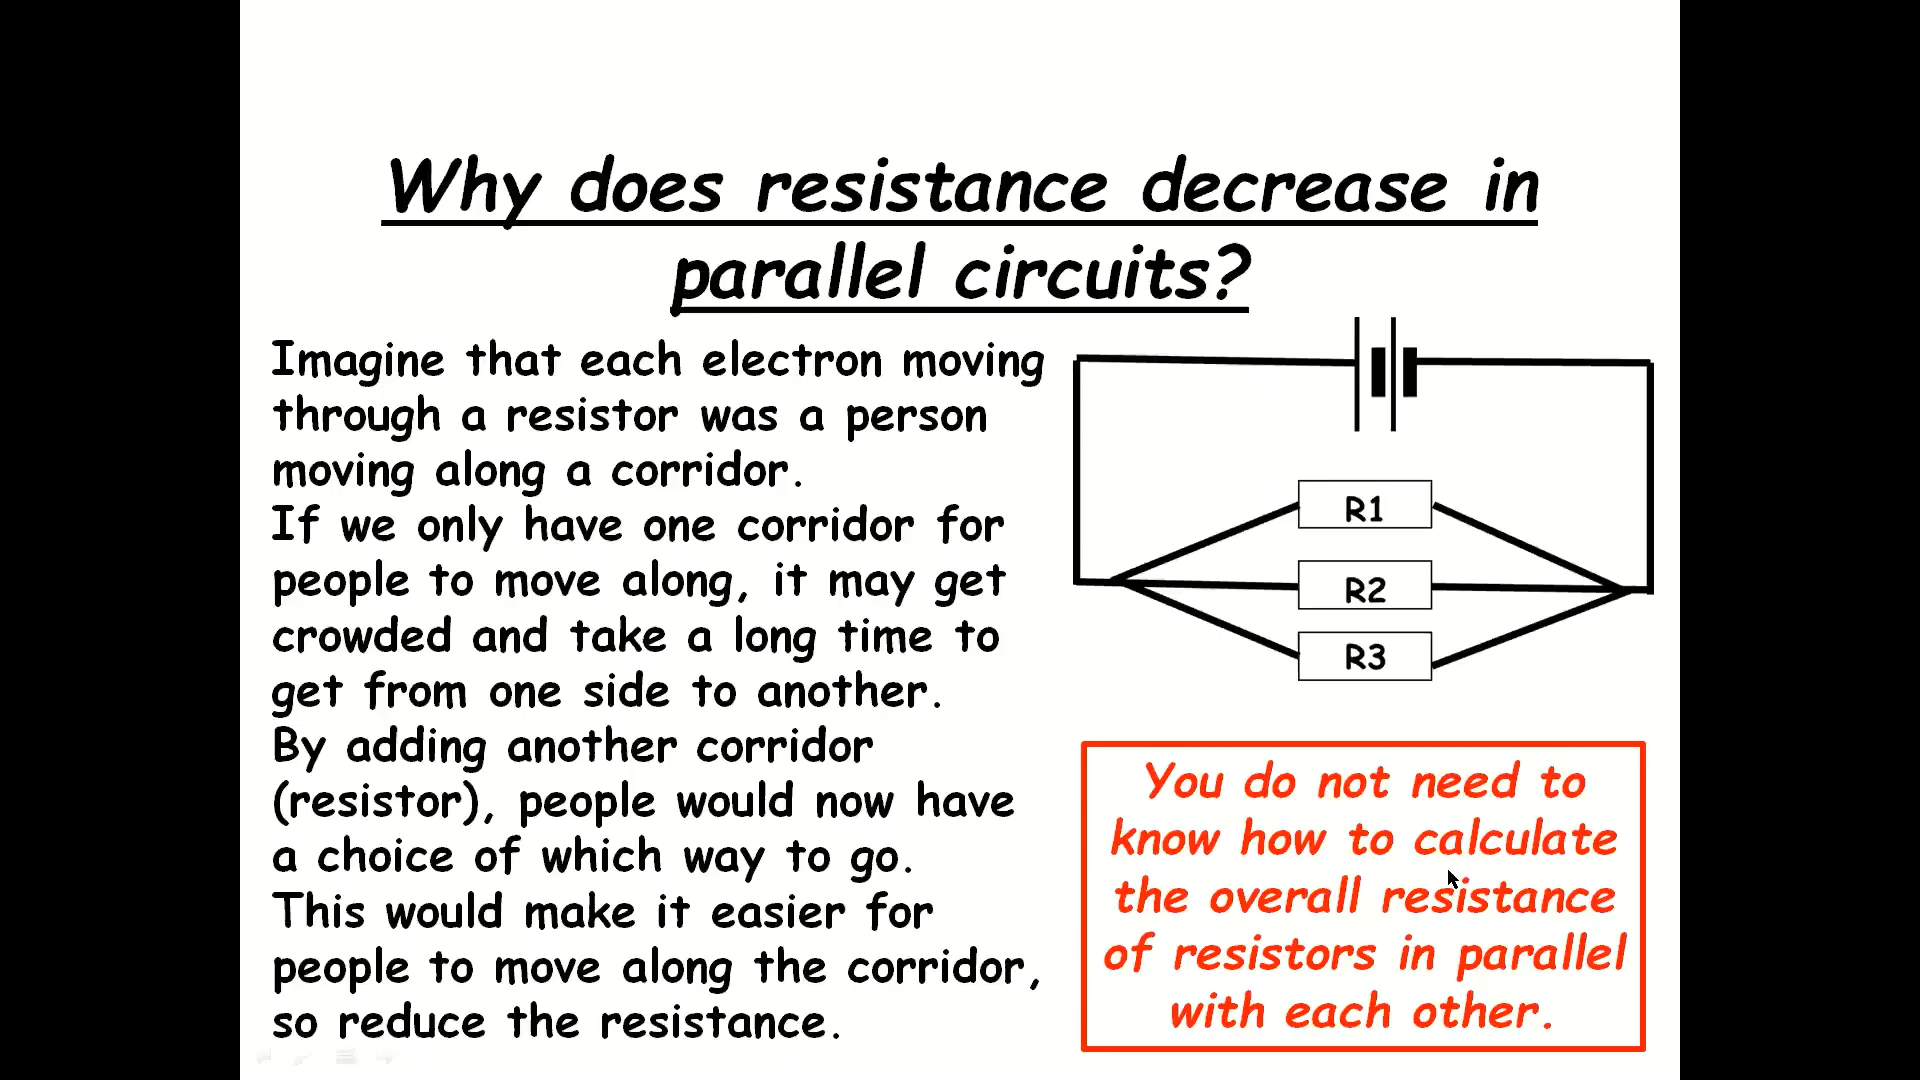 Why does resistance decrease in
parallel circuits?
Imagine that each electron moving
through a resistor was a person
moving along a corridor.
If we only have one corridor for
people to move along, it may get
crowded and take a long time to
get from one side to another.
By adding another corridor
(resistor), people would now have
a choice of which way to go.
This would make it easier for
people to move along the corridor,
so reduce the resistance.
R1
R2
R3
You do not need to
know how to calculate
the overall resistance
of resistors in parallel
with each other.